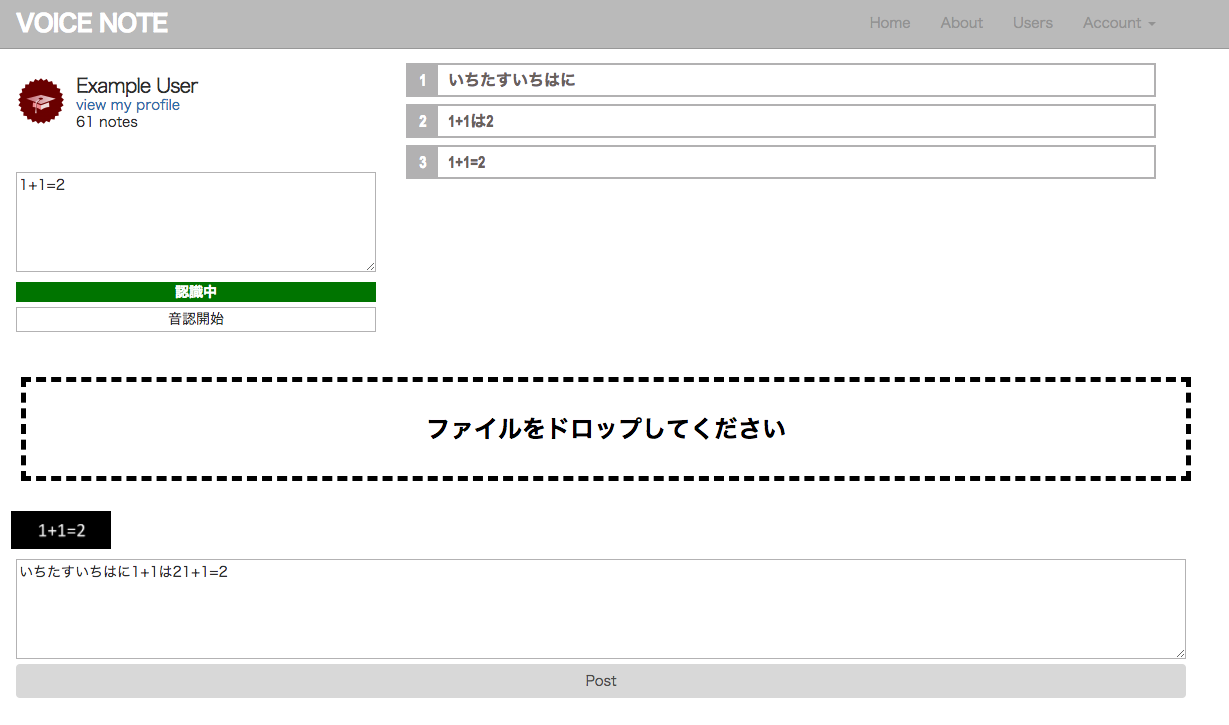 VOICE NOTE
Home About Users Account
Example User
view my profile
61 notes
1+1=2
認識中
音認開始
1 いちたすいちはに
2 1+1は2
3 1+1=2
ファイルをドロップしてください
1+1=2
いちたすいちはに1+1は21+1=2
Post